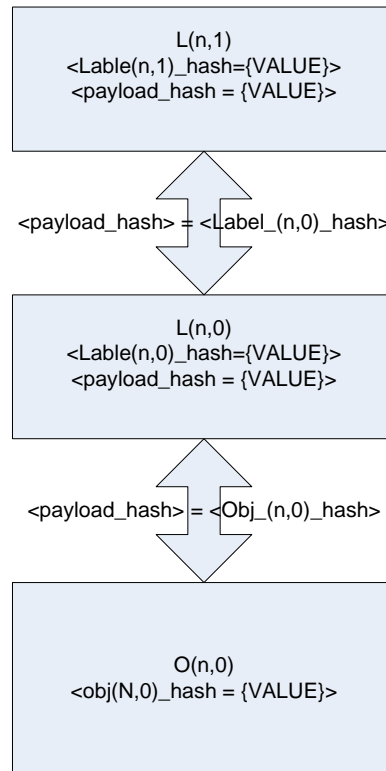 L(n,1)
<Lable(n,1)_hash={VALUE}>
<payload_hash = {VALUE}>
<payload_hash> = <Label_(n,0)_hash>
L(n,0)
<Lable(n,0)_hash={VALUE}>
<payload_hash = {VALUE}>
<payload_hash> = <Obj_(n,0)_hash>
O(n,0)
<obj(N,0)_hash = {VALUE}>